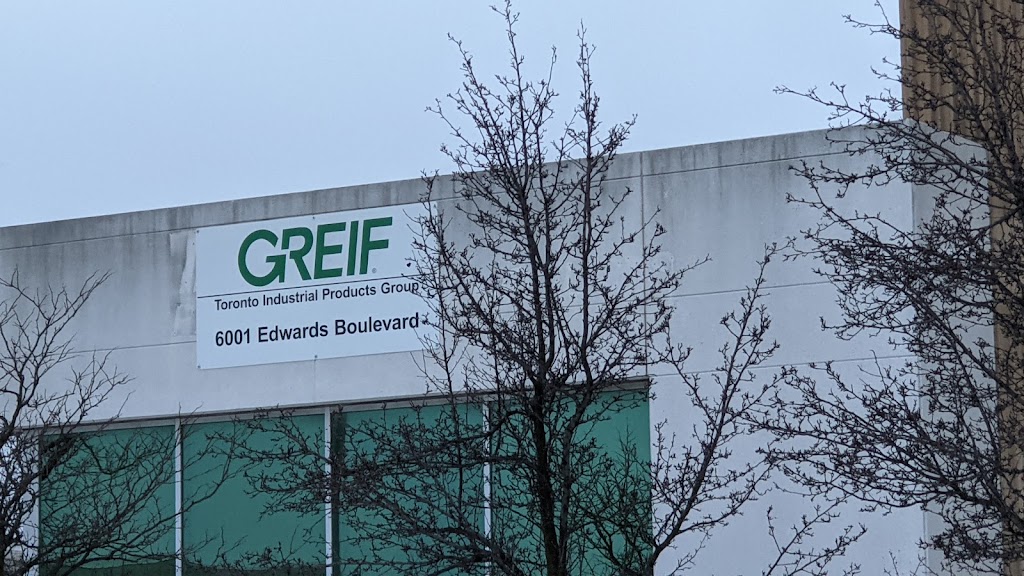 GREIF®
Toronto Industrial Products Group
6001 Edwards Boulevard